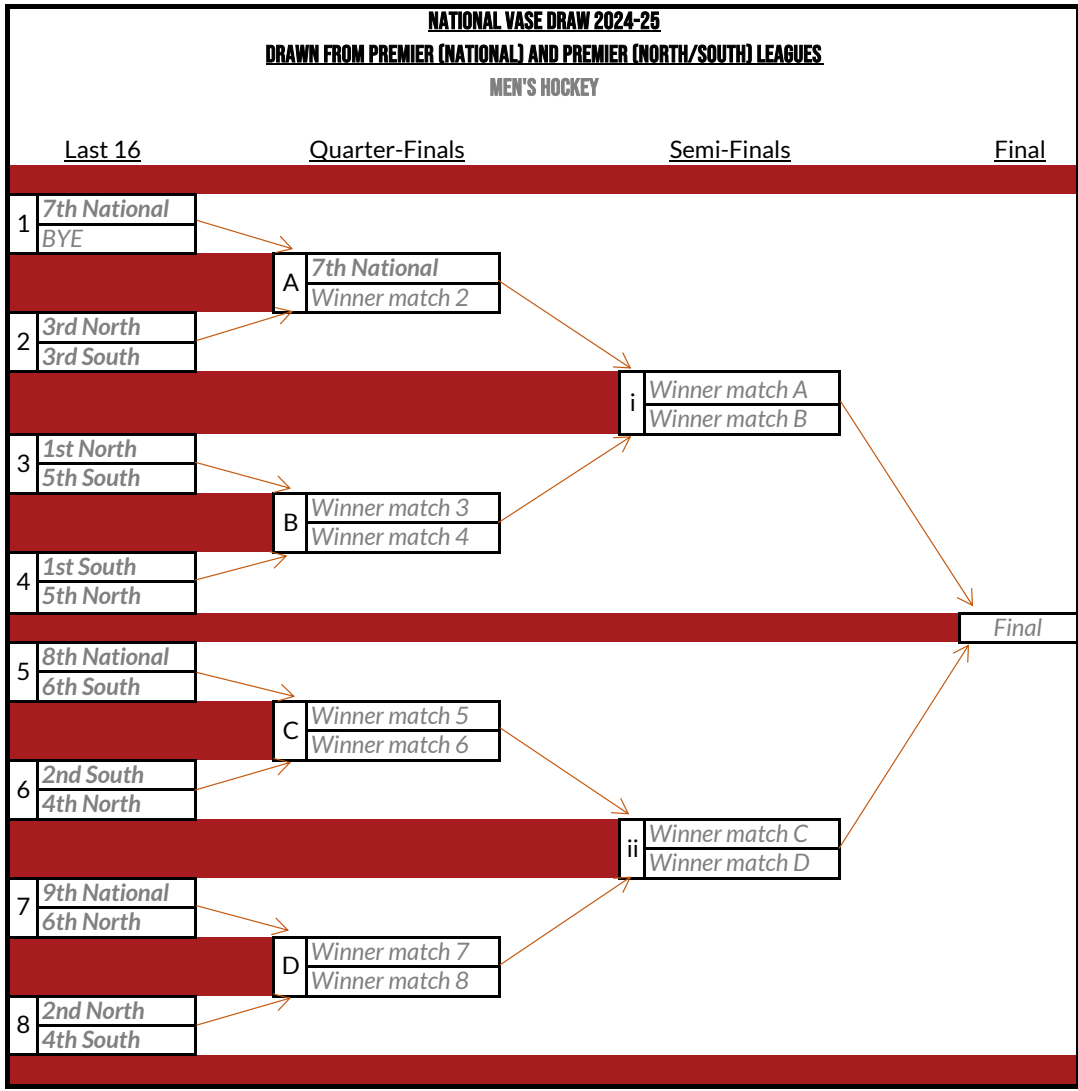 NATIONAL VASE DRAW 2024-25
DRAWN FROM PREMIER (NATIONAL) AND PREMIER (NORTH/SOUTH) LEAGUES
MEN'S HOCKEY
Last 16
Quarter-Finals
Semi-Finals
Final
1
7th National
BYE
A
7th National
Winner match 2
2
3rd North
3rd South
i
Winner match A
Winner match B
3
1st North
5th South
B
Winner match 3
Winner match 4
4
1st South
5th North
Final
5
8th National
6th South
C
Winner match 5
Winner match 6
6
2nd South
4th North
ii
Winner match C
Winner match D
7
9th National
6th North
D
Winner match 7
Winner match 8
8
2nd North
4th South